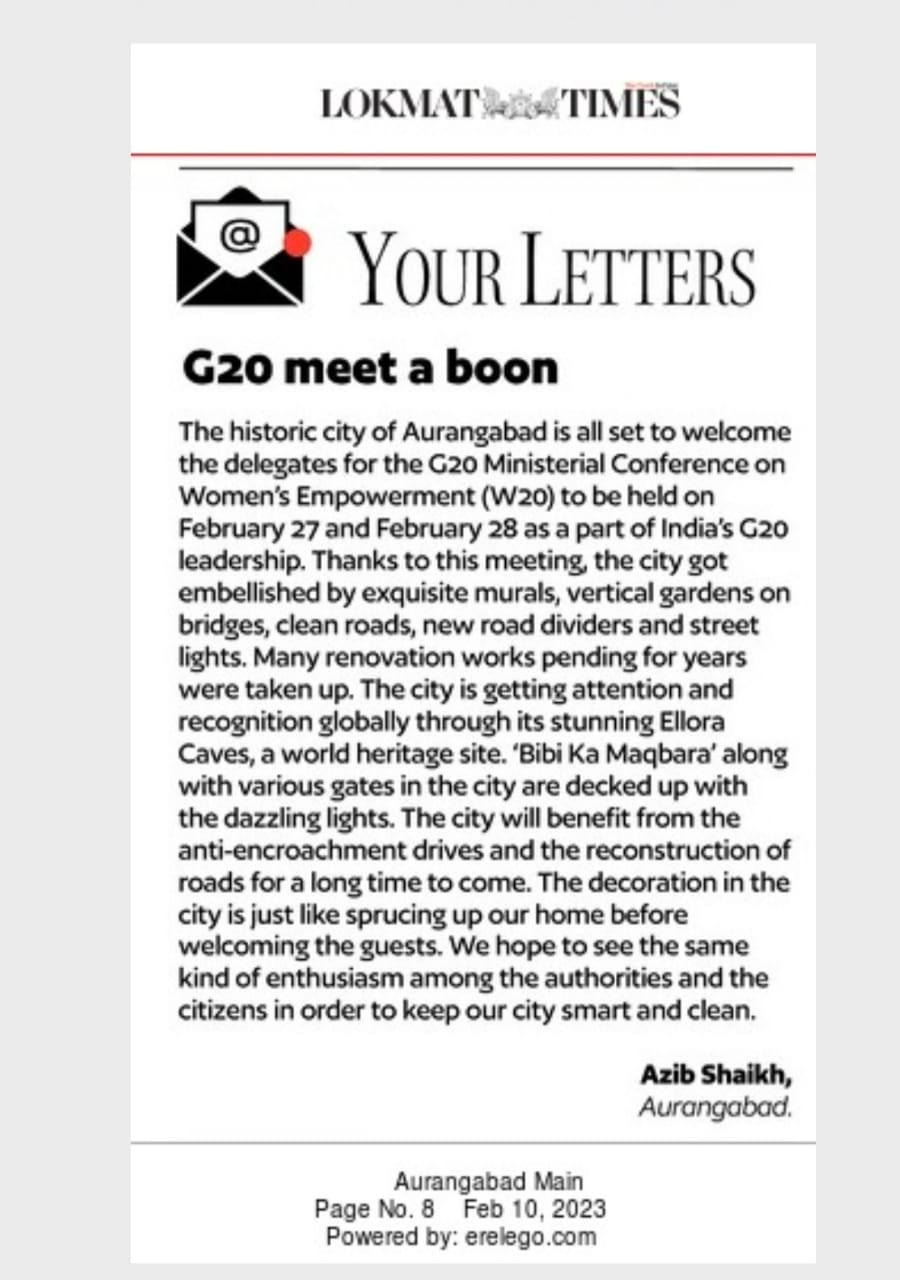 LOKMAT TIMES
@
YOUR LETTERS
G20 meet a boon
The historic city of Aurangabad is all set to welcome
the delegates for the G20 Ministerial Conference on
Women's Empowerment (W20) to be held on
February 27 and February 28 as a part of India's G20
leadership. Thanks to this meeting, the city got
embellished by exquisite murals, vertical gardens on
bridges, clean roads, new road dividers and street
lights. Many renovation works pending for years
were taken up. The city is getting attention and
recognition globally through its stunning Ellora
Caves, a world heritage site. ‘Bibi Ka Maqbara’ along
with various gates in the city are decked up with
the dazzling lights. The city will benefit from the
anti-encroachment drives and the reconstruction of
roads for a long time to come. The decoration in the
city is just like sprucing up our home before
welcoming the guests. We hope to see the same
kind of enthusiasm among the authorities and the
citizens in order to keep our city smart and clean.
Azib Shaikh,
Aurangabad.
Aurangabad Main
Page No. 8 Feb 10, 2023
Powered by: erelego.com